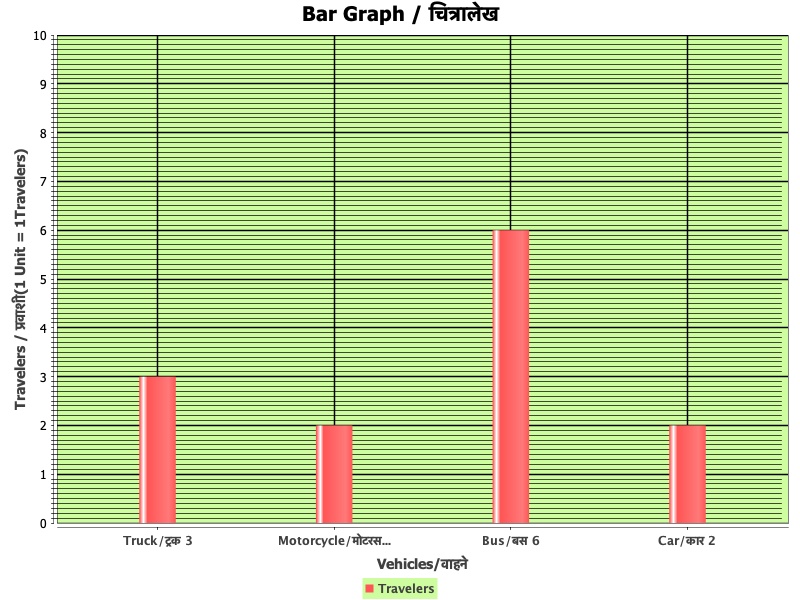 Bar Graph / चित्रालेख
Travelers / प्रवाशी(1 Unit = 1Travelers)
10
9
8
7
6
5
4
3
2
1
0
Truck/ट्रक 3 Motorcycle/मोटरस... Bus/बस 6 Car/कार 2
Vehicles/वाहने
Travelers